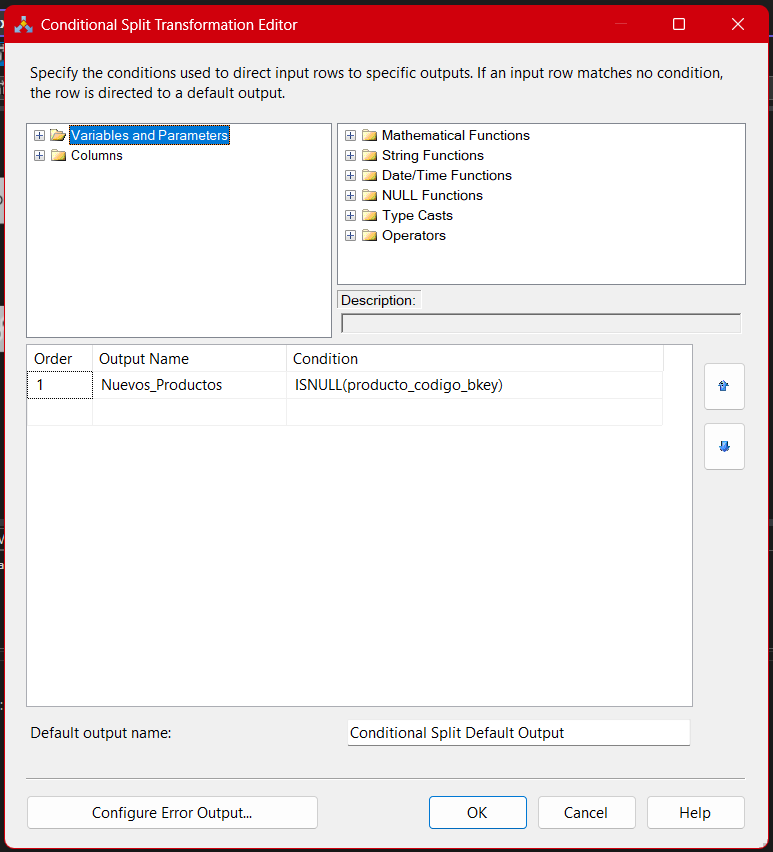 Conditional Split Transformation Editor
Specify the conditions used to direct input rows to specific outputs. If an input row matches no condition,
the row is directed to a default output.
Variables and Parameters
Columns
Mathematical Functions
String Functions
Date/Time Functions
NULL Functions
Type Casts
Operators
Description:
Order Output Name Condition
1 Nuevos_Productos ISNULL(producto_codigo_bkey)
Default output name: Conditional Split Default Output
Configure Error Output... OK Cancel Help